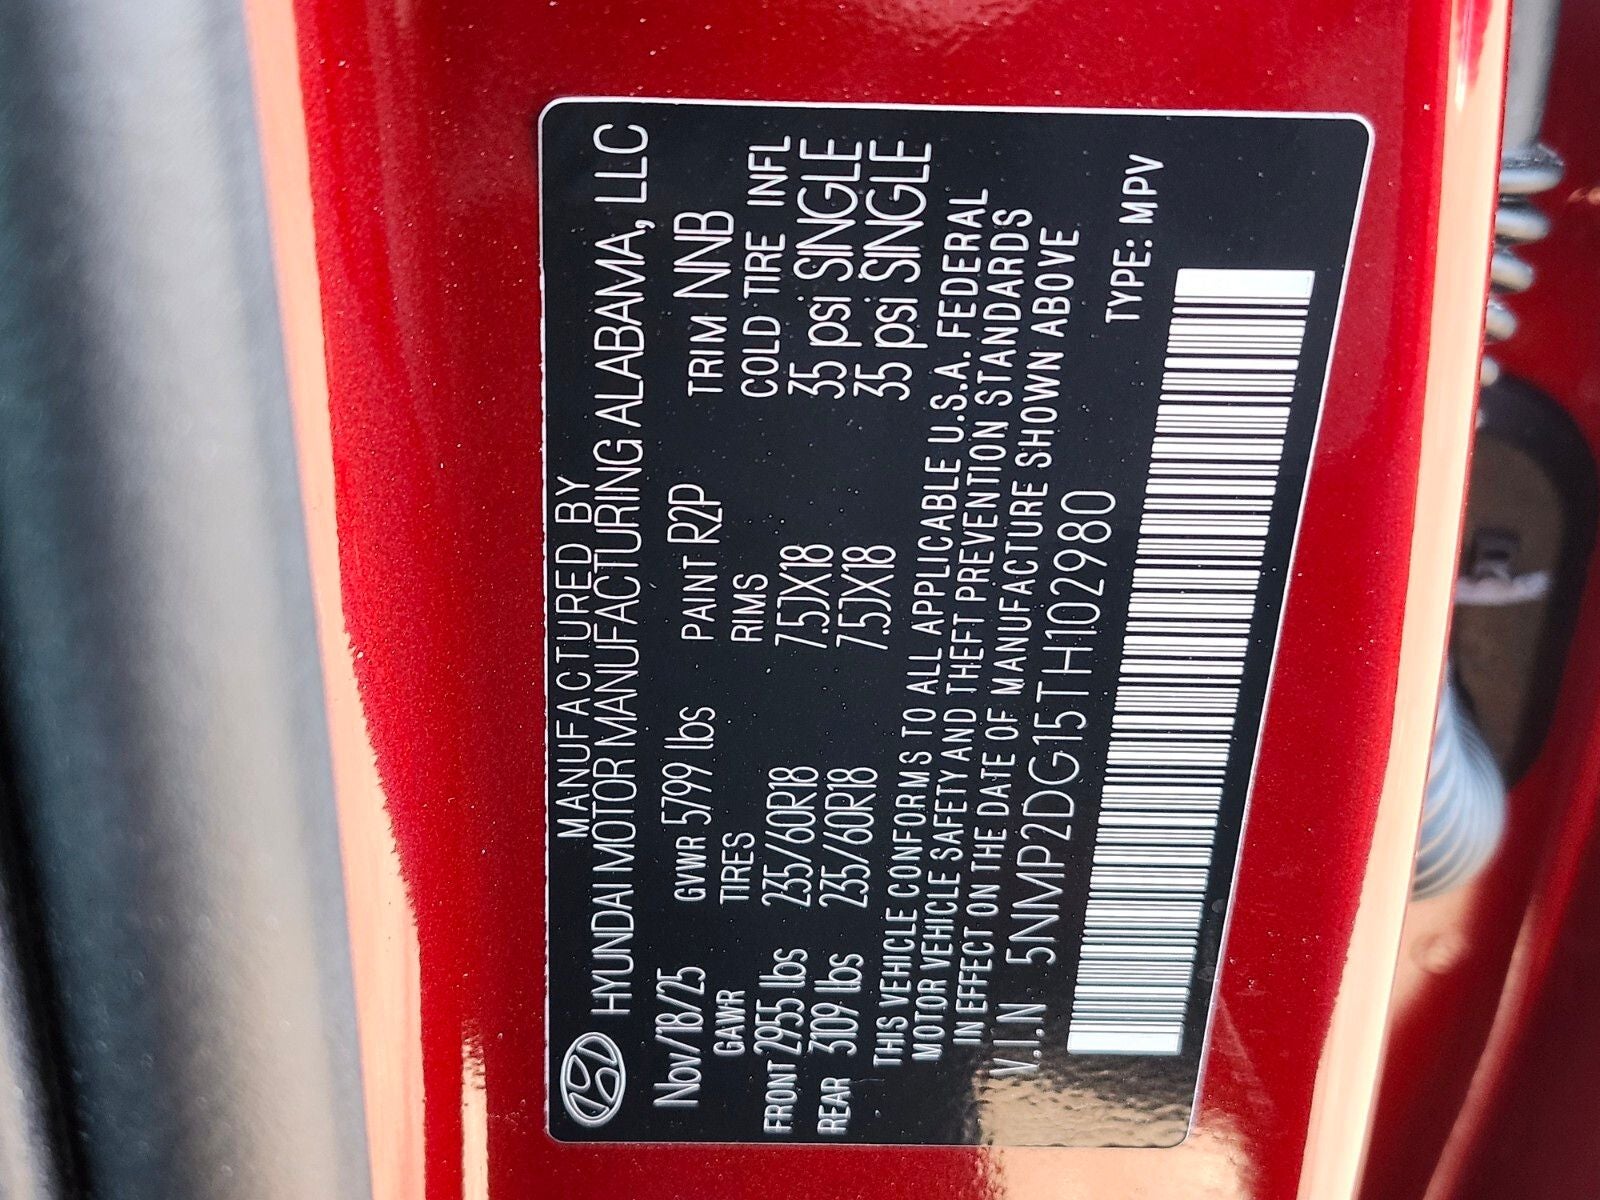 MANUFACTURED BY
HYUNDAI MOTOR MANUFACTURING ALABAMA, LLC
Nov/18/25 GVWR 5799 lbs PAINT R2P TRIM NNB
GAWR TIRES RIMS COLD TIRE INFL
FRONT 2955 lbs 235/60R18 7.5JX18 35 psi SINGLE
REAR 3109 lbs 235/60R18 7.5JX18 35 psi SINGLE
THIS VEHICLE CONFORMS TO ALL APPLICABLE U.S.A. FEDERAL
MOTOR VEHICLE SAFETY AND THEFT PREVENTION STANDARDS
IN EFFECT ON THE DATE OF MANUFACTURE SHOWN ABOVE
V.I.N 5NMP2DG15TH102980 TYPE: MPV